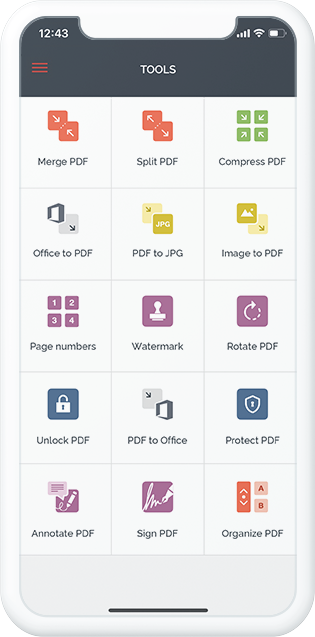 12:43
TOOLS
Merge PDF
Split PDF
Compress PDF
Office to PDF
JPG
PDF to JPG
Image to PDF
1 2
3 4
Page numbers
Watermark
Rotate PDF
Unlock PDF
PDF to Office
Protect PDF
Annotate PDF
Sign PDF
A
B
Organize PDF